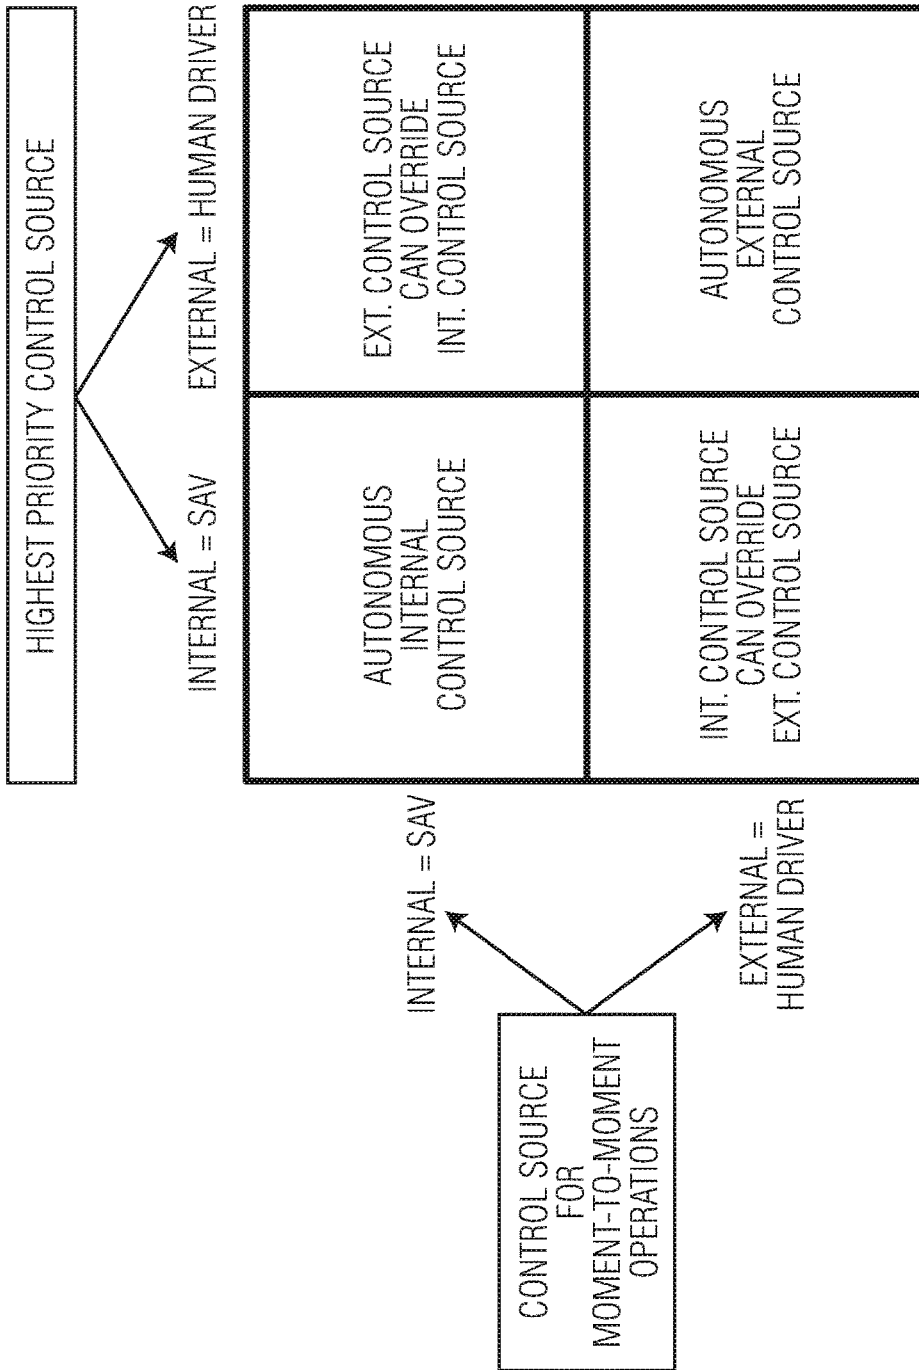 HIGHEST PRIORITY CONTROL SOURCE
INTERNAL = SAV
EXTERNAL = HUMAN DRIVER
CONTROL SOURCE
FOR
MOMENT-TO-MOMENT
OPERATIONS
INTERNAL = SAV
EXTERNAL =
HUMAN DRIVER
AUTONOMOUS
INTERNAL
CONTROL SOURCE
EXT. CONTROL SOURCE
CAN OVERRIDE
INT. CONTROL SOURCE
INT. CONTROL SOURCE
CAN OVERRIDE
EXT. CONTROL SOURCE
AUTONOMOUS
EXTERNAL
CONTROL SOURCE